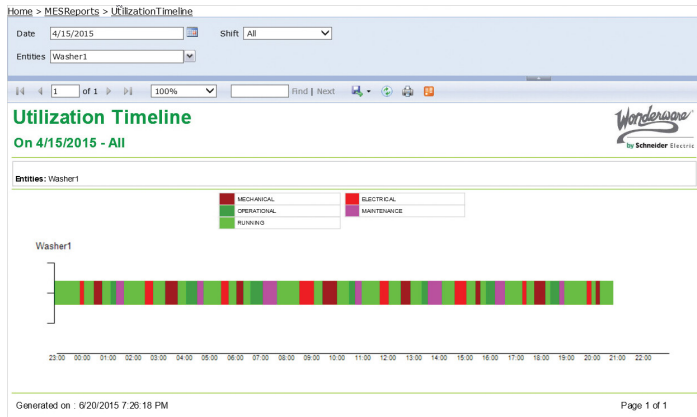 Home > MESReports > UtilizationTimeline
Date 4/15/2015 Shift All
Entities Washer1
1 of 1 100% Find | Next
Utilization Timeline
On 4/15/2015 - All
Wonderware
by Schneider Electric
Entities: Washer1
MECHANICAL ELECTRICAL
OPERATIONAL MAINTENANCE
RUNNING
Washer1
23:00 00:00 01:00 02:00 03:00 04:00 05:00 06:00 07:00 08:00 09:00 10:00 11:00 12:00 13:00 14:00 15:00 16:00 17:00 18:00 19:00 20:00 21:00 22:00
Generated on : 6/20/2015 7:26:18 PM Page 1 of 1